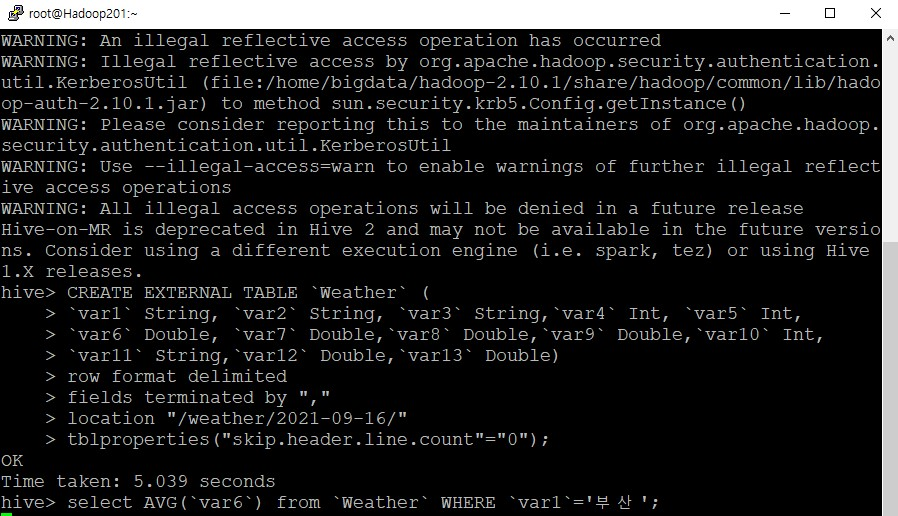 root@Hadoop201:~
WARNING: An illegal reflective access operation has occurred
WARNING: Illegal reflective access by org.apache.hadoop.security.authentication.
util.KerberosUtil (file:/home/bigdata/hadoop-2.10.1/share/hadoop/common/lib/hado
op-auth-2.10.1.jar) to method sun.security.krb5.Config.getInstance()
WARNING: Please consider reporting this to the maintainers of org.apache.hadoop.
security.authentication.util.KerberosUtil
WARNING: Use --illegal-access=warn to enable warnings of further illegal reflect
ive access operations
WARNING: All illegal access operations will be denied in a future release
Hive-on-MR is deprecated in Hive 2 and may not be available in the future versio
ns. Consider using a different execution engine (i.e. spark, tez) or using Hive
1.X releases.
hive> CREATE EXTERNAL TABLE `Weather` (
    > `var1` String, `var2` String, `var3` String,`var4` Int, `var5` Int,
    > `var6` Double, `var7` Double,`var8` Double,`var9` Double,`var10` Int,
    > `var11` String,`var12` Double,`var13` Double)
    > row format delimited
    > fields terminated by ","
    > location "/weather/2021-09-16/"
    > tblproperties("skip.header.line.count"="0");
OK
Time taken: 5.039 seconds
hive> select AVG(`var6`) from `Weather` WHERE `var1`='부산';